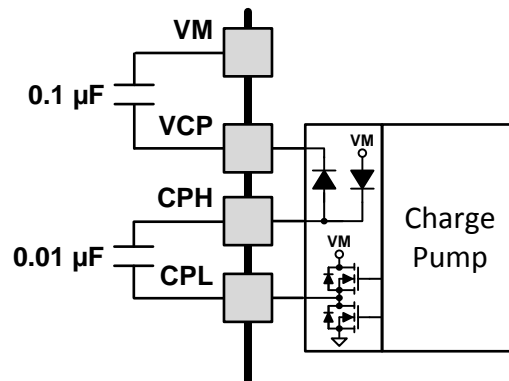 VM
0.1 µF
VCP
VM
CPH
Charge
Pump
0.01 µF
VM
CPL